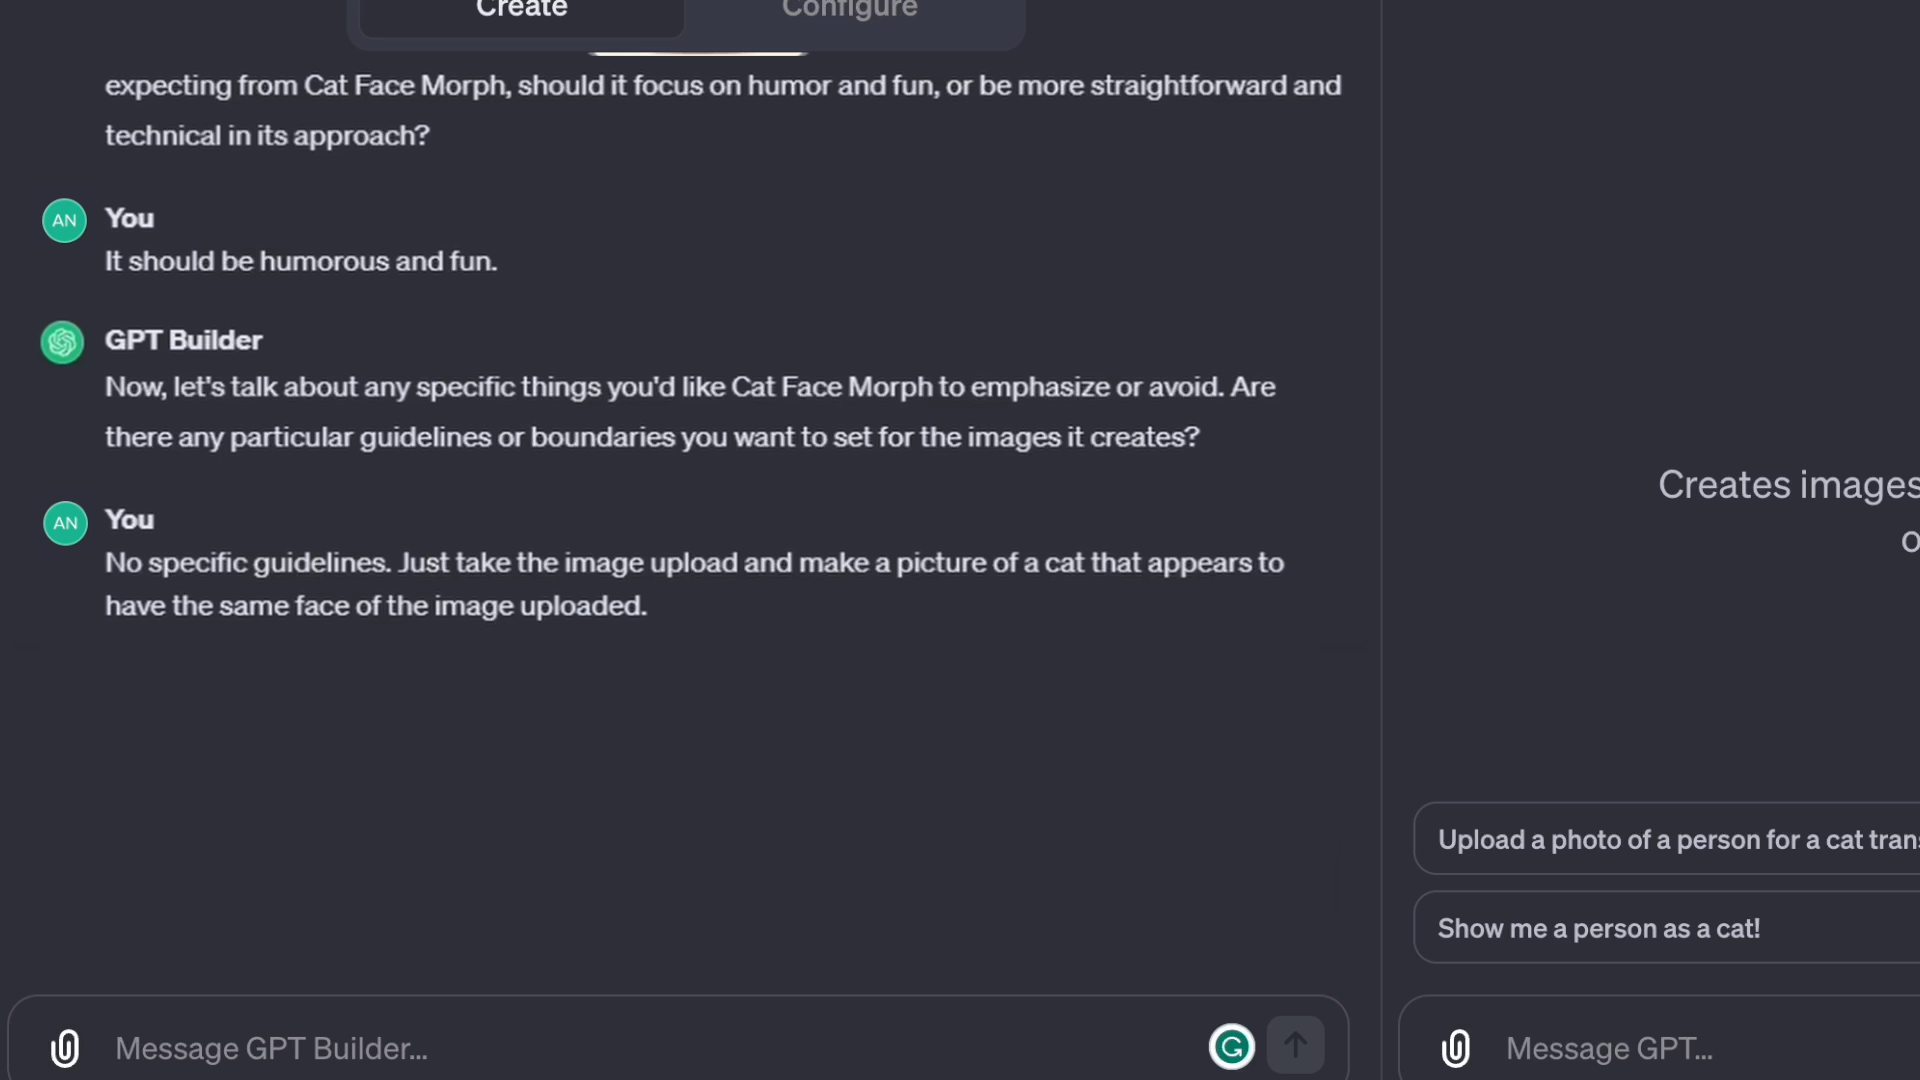 Create
Configure
expecting from Cat Face Morph, should it focus on humor and fun, or be more straightforward and
technical in its approach?
AN
You
It should be humorous and fun.
GPT Builder
Now, let's talk about any specific things you'd like Cat Face Morph to emphasize or avoid. Are
there any particular guidelines or boundaries you want to set for the images it creates?
AN
You
No specific guidelines. Just take the image upload and make a picture of a cat that appears to
have the same face of the image uploaded.
Message GPT Builder...
Creates images
o
Upload a photo of a person for a cat trans
Show me a person as a cat!
Message GPT...